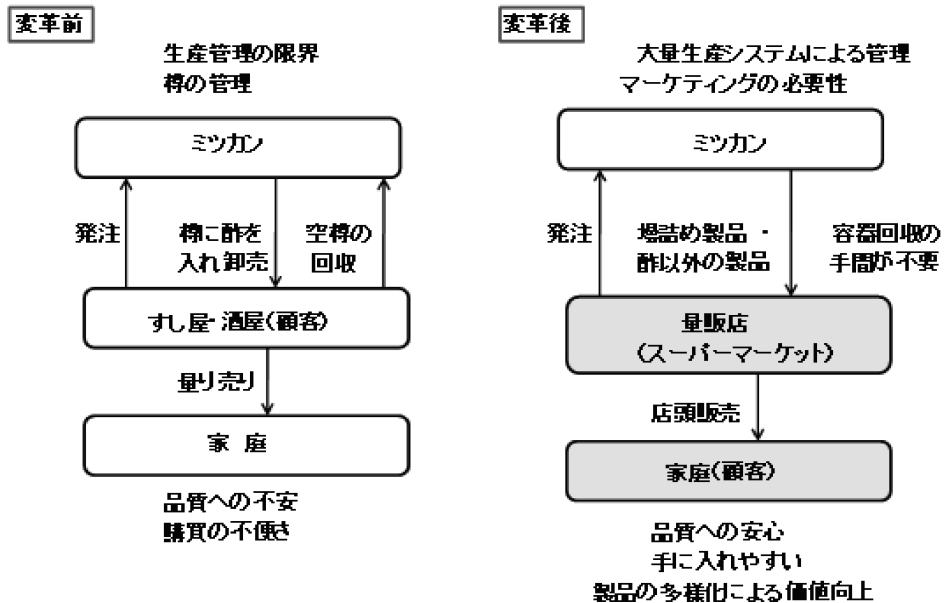 変革前
生産管理の限界
樽の管理
ミツカン
発注
樽に酢を
入れ卸売
空樽の
回収
すし屋・酒屋(顧客)
量り売り
家 庭
品質への不安
購買の不便さ
変革後
大量生産システムによる管理
マーケティングの必要性
ミツカン
発注
壜詰め製品・
酢以外の製品
容器回収の
手間が不要
量販店
(スーパーマーケット)
店頭販売
家庭(顧客)
品質への安心
手に入れやすい
製品の多様化による価値向上